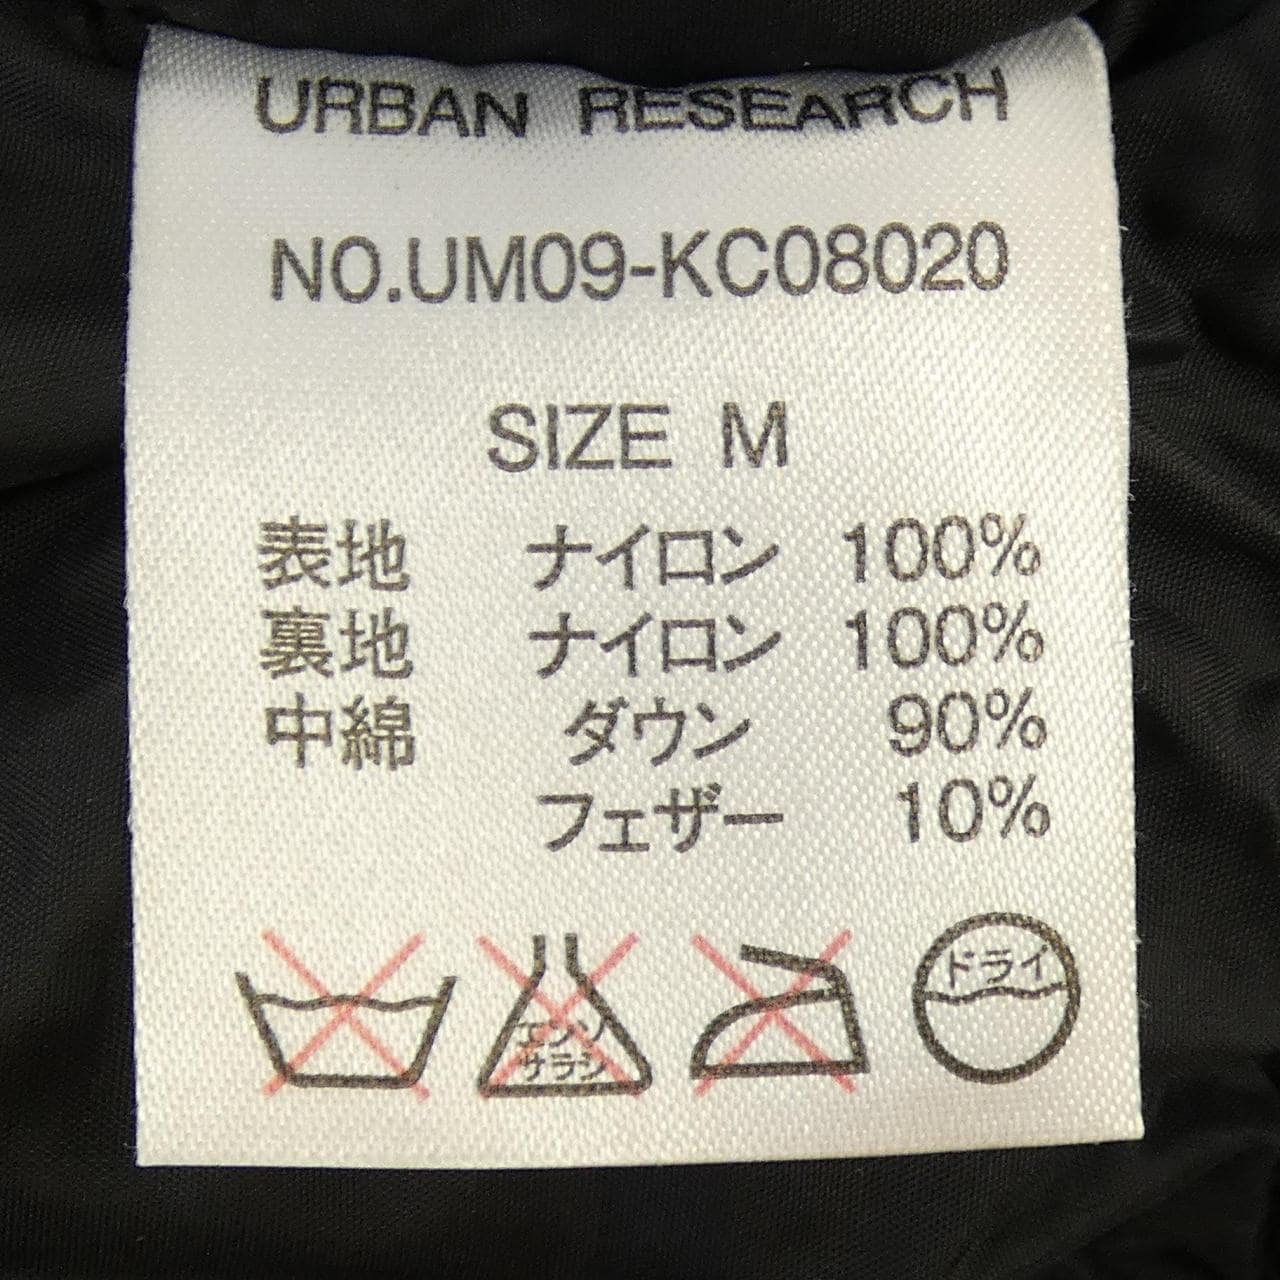 URBAN RESEARCH
NO.UM09-KC08020
SIZE M
表地 ナイロン 100%
裏地 ナイロン 100%
中綿 ダウン 90%
フェザー 10%
エンソ
サラシ
ドライ